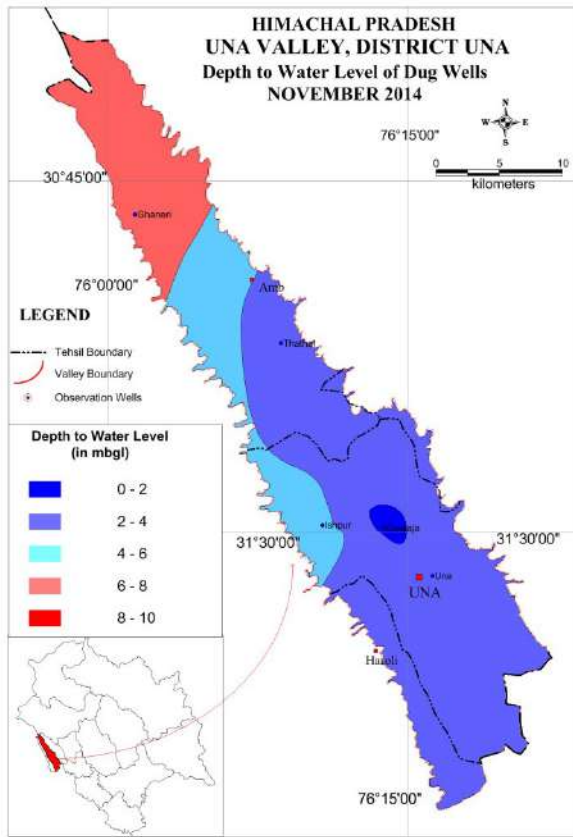 HIMACHAL PRADESH
UNA VALLEY, DISTRICT UNA
Depth to Water Level of Dug Wells
NOVEMBER 2014
N
W E
S
76°15'00"
0 5 10
kilometers
30°45'00"
Ghaneri
76°00'00"
Amb
LEGEND
Thathal
Tehsil Boundary
Valley Boundary
Observation Wells
Depth to Water Level
(in mbgl)
0 - 2
2 - 4
4 - 6
6 - 8
8 - 10
Ishpur
31°30'00"
31°30'00"
Una
UNA
Haroli
76°15'00"